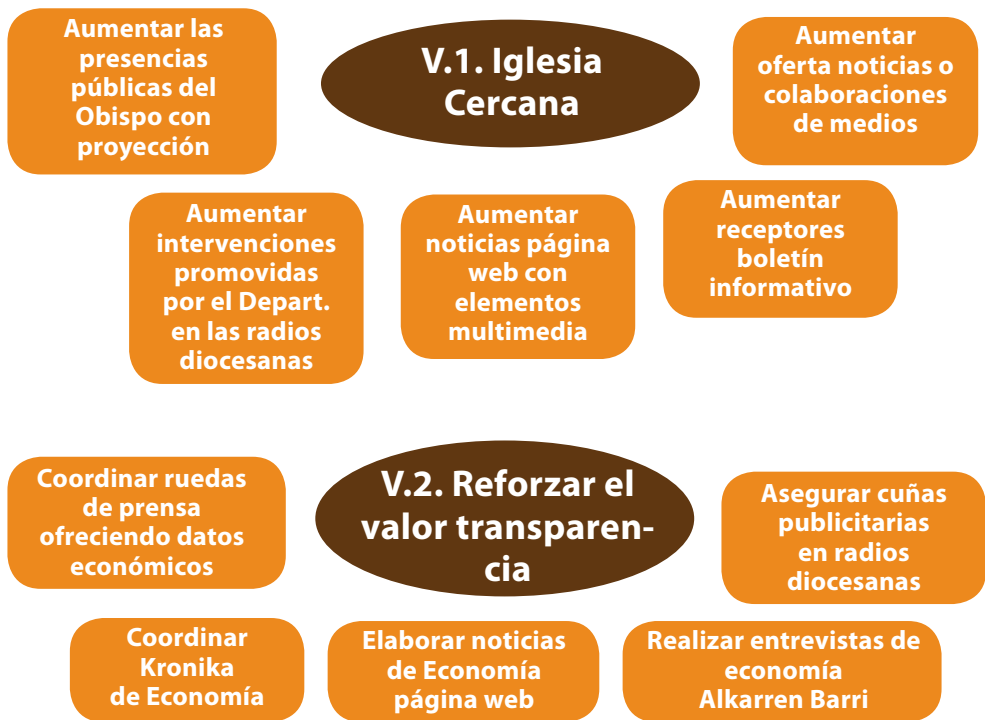 Aumentar las
presencias
públicas del
Obispo con
proyección
V.1. Iglesia
Cercana
Aumentar
oferta noticias o
colaboraciones
de medios
Aumentar
intervenciones
promovidas
por el Depart.
en las radios
diocesanas
Aumentar
noticias página
web con
elementos
multimedia
Aumentar
receptores
boletín
informativo
Coordinar ruedas
de prensa
ofreciendo datos
económicos
V.2. Reforzar el
valor transparen-
cia
Asegurar cuñas
publicitarias
en radios
diocesanas
Coordinar
Kronika
de Economía
Elaborar noticias
de Economía
página web
Realizar entrevistas de
economía
Alkarren Barri